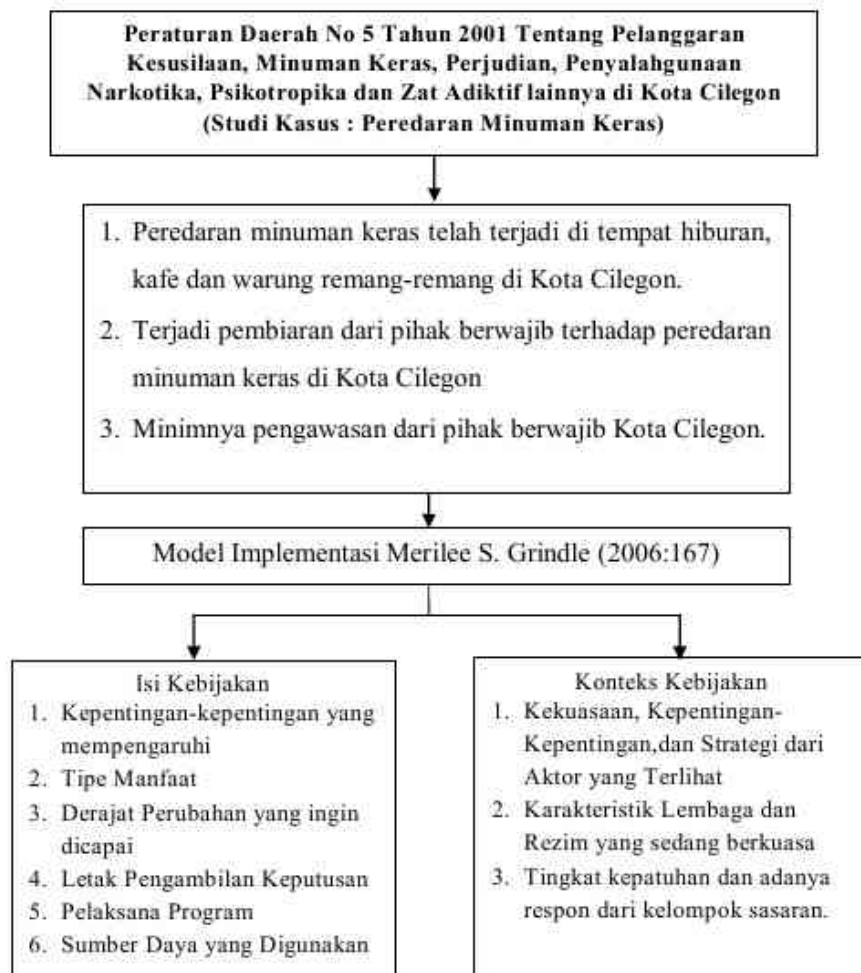 Peraturan Daerah No 5 Tahun 2001 Tentang Pelanggaran
Kesusilaan, Minuman Keras, Perjudian, Penyalahgunaan
Narkotika, Psikotropika dan Zat Adiktif lainnya di Kota Cilegon
(Studi Kasus : Peredaran Minuman Keras)
1. Peredaran minuman keras telah terjadi di tempat hiburan,
kafe dan warung remang-remang di Kota Cilegon.
2. Terjadi pembiaran dari pihak berwajib terhadap peredaran
minuman keras di Kota Cilegon
3. Minimnya pengawasan dari pihak berwajib Kota Cilegon.
Model Implementasi Merilee S. Grindle (2006:167)
Isi Kebijakan
1. Kepentingan-kepentingan yang
mempengaruhi
2. Tipe Manfaat
3. Derajat Perubahan yang ingin
dicapai
4. Letak Pengambilan Keputusan
5. Pelaksana Program
6. Sumber Daya yang Digunakan
Konteks Kebijakan
1. Kekuasaan, Kepentingan-
Kepentingan,dan Strategi dari
Aktor yang Terlihat
2. Karakteristik Lembaga dan
Rezim yang sedang berkuasa
3. Tingkat kepatuhan dan adanya
respon dari kelompok sasaran.